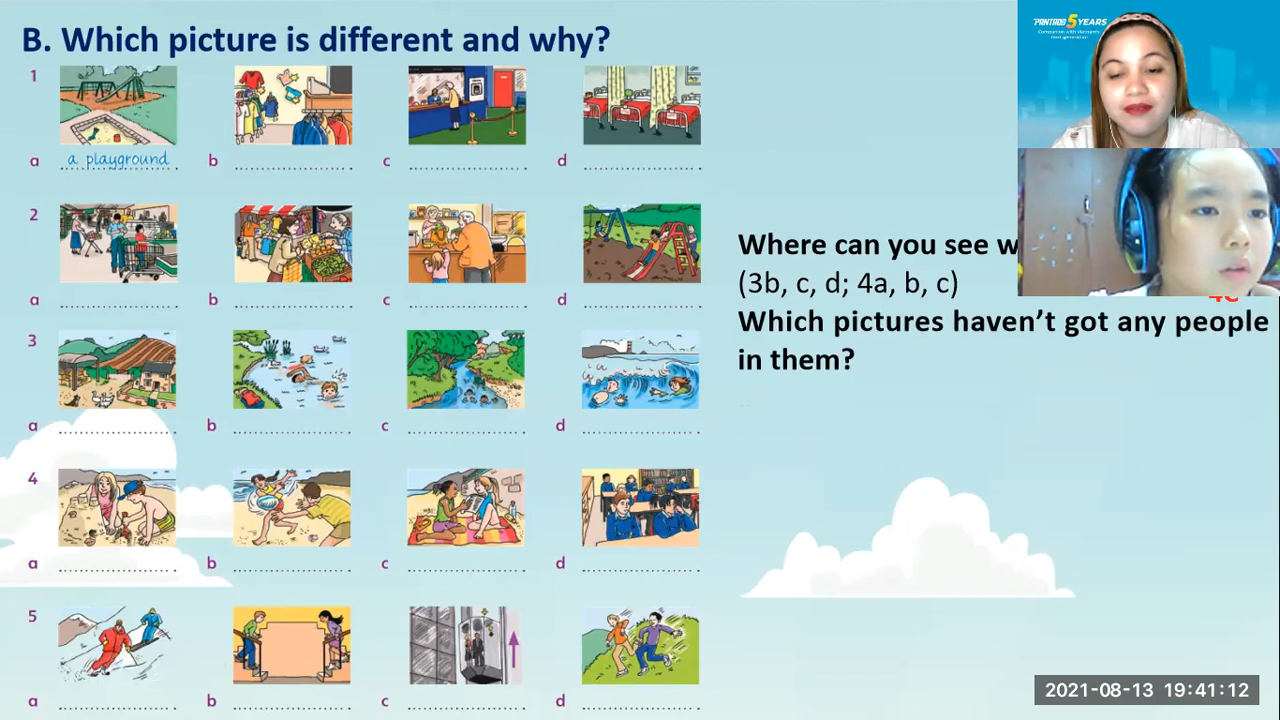 B. Which picture is different and why?
PANTADO 5 YEARS
1
a a playground b c d
2
a b c d
Where can you see w
(3b, c, d; 4a, b, c)
Which pictures haven't got any people
in them?
3
a b c d
4
a b c d
5
a b c d
2021-08-13 19:41:12